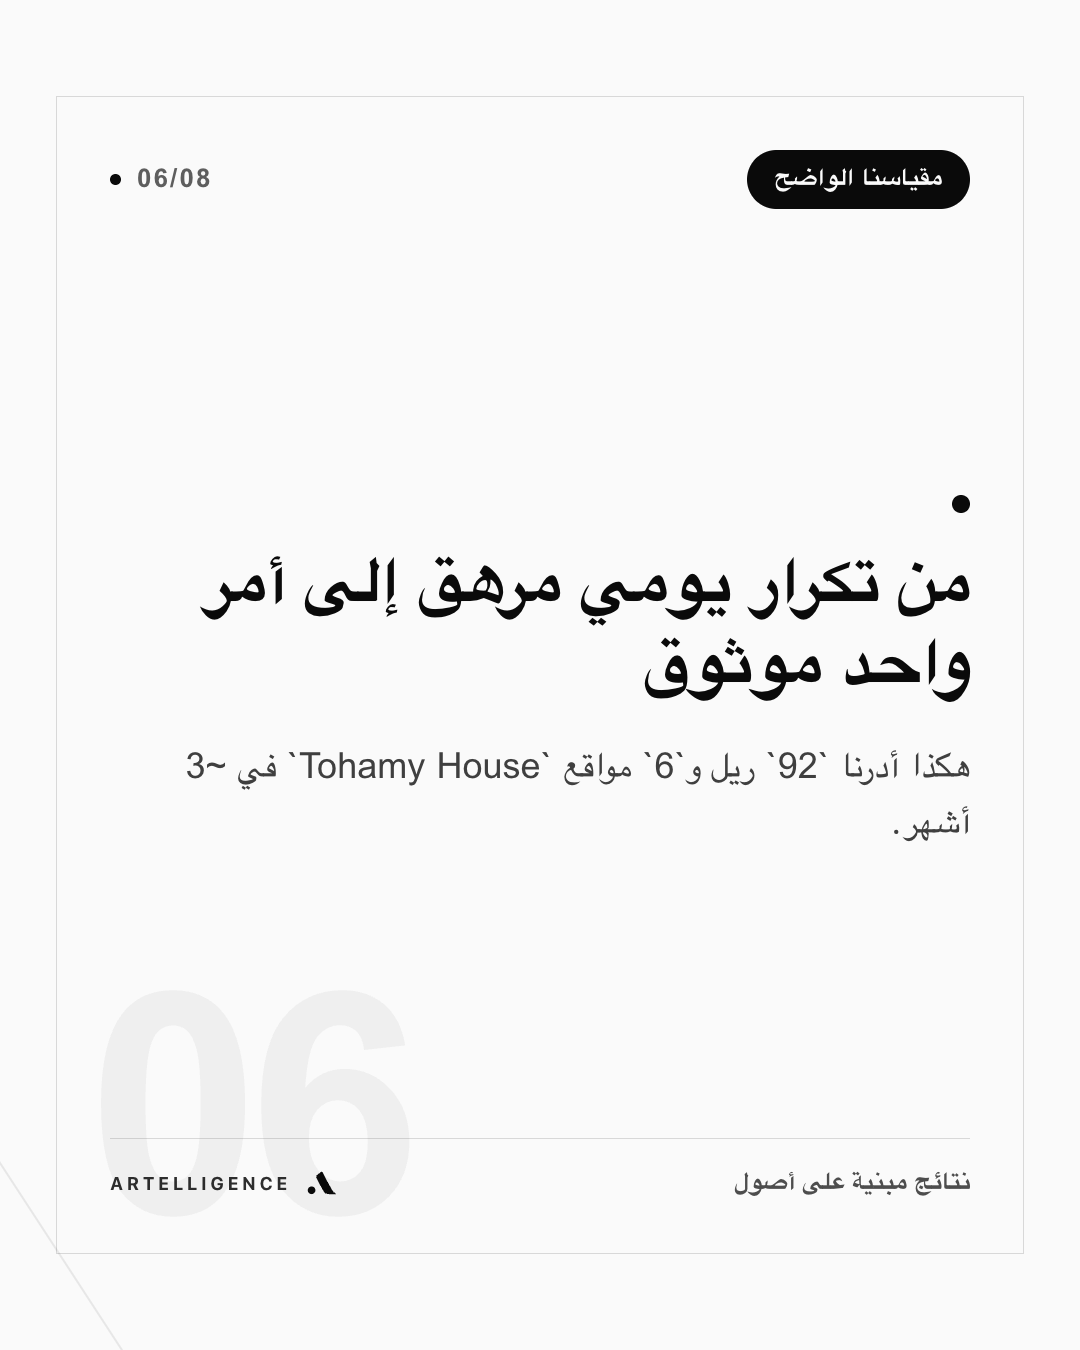 مقياسنا الواضح
06/08
من تكرار يومي مرهق إلى أمر
واحد موثوق
هكذا أدرنا `92` ريل و`6` مواقع `Tohamy House` في ~3
أشهر.
06
نتائج مبنية على أصول
ARTELLIGENCE